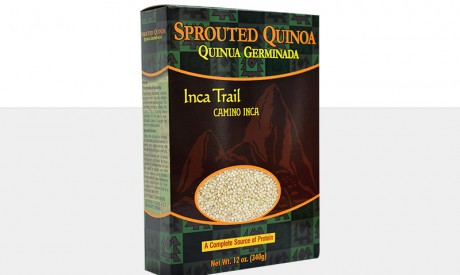 SPROUTED QUINOA
QUINUA GERMINADA
Inca Trail
CAMINO INCA
A Complete Source of Protein
Net Wt. 12 oz. (340g)